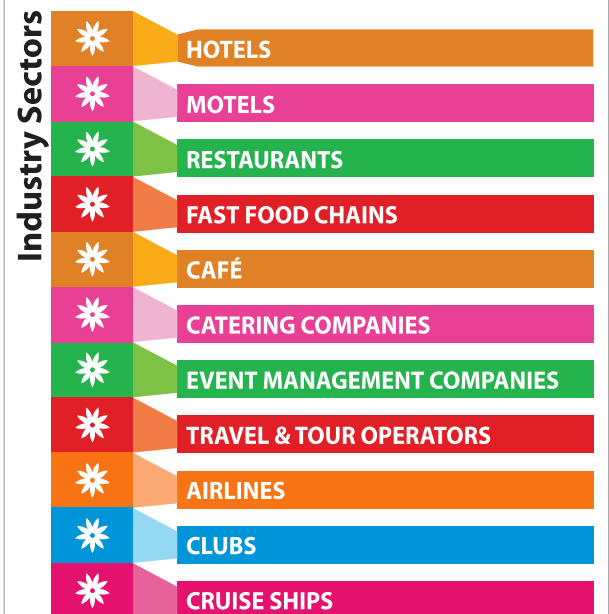 Industry Sectors
HOTELS
MOTELS
RESTAURANTS
FAST FOOD CHAINS
CAFÉ
CATERING COMPANIES
EVENT MANAGEMENT COMPANIES
TRAVEL & TOUR OPERATORS
AIRLINES
CLUBS
CRUISE SHIPS